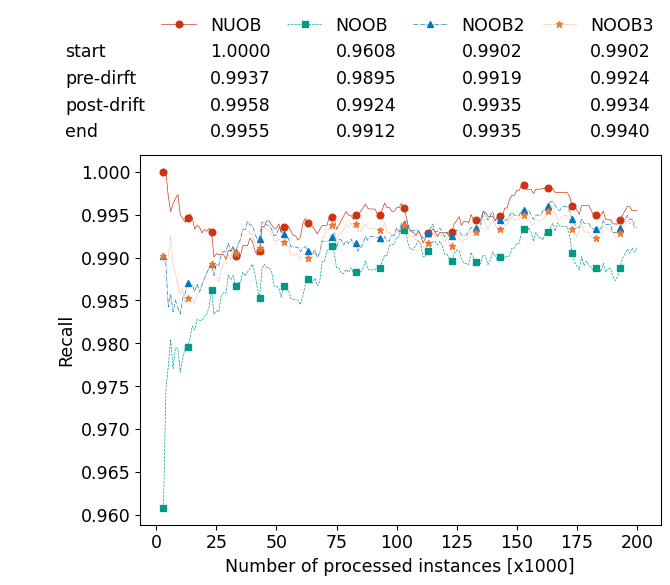 NUOB NOOB NOOB2 NOOB3
start 1.0000 0.9608 0.9902 0.9902
pre-dirft 0.9937 0.9895 0.9919 0.9924
post-drift 0.9958 0.9924 0.9935 0.9934
end 0.9955 0.9912 0.9935 0.9940
1.000
0.995
0.990
0.985
0.980
0.975
0.970
0.965
0.960
Recall
0 25 50 75 100 125 150 175 200
Number of processed instances [x1000]